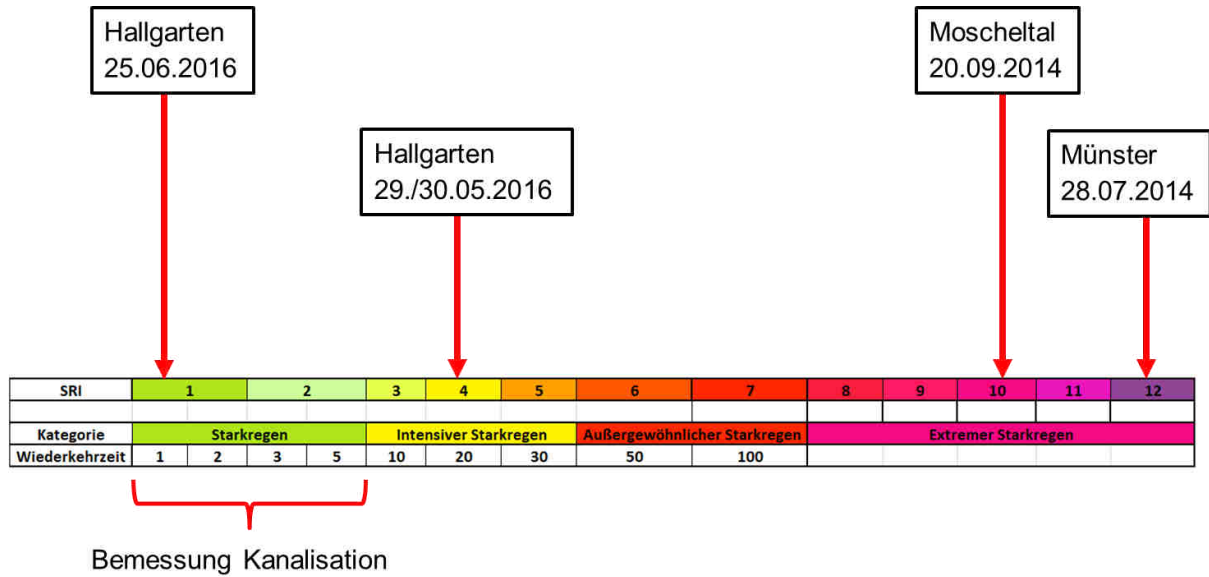 Hallgarten
25.06.2016
Moscheltal
20.09.2014
Hallgarten
29./30.05.2016
Münster
28.07.2014
SRI 1 2 3 4 5 6 7 8 9 10 11 12
Kategorie Starkregen Intensiver Starkregen Außergewöhnlicher Starkregen Extremer Starkregen
Wiederkehrzeit 1 2 3 5 10 20 30 50 100
Bemessung Kanalisation